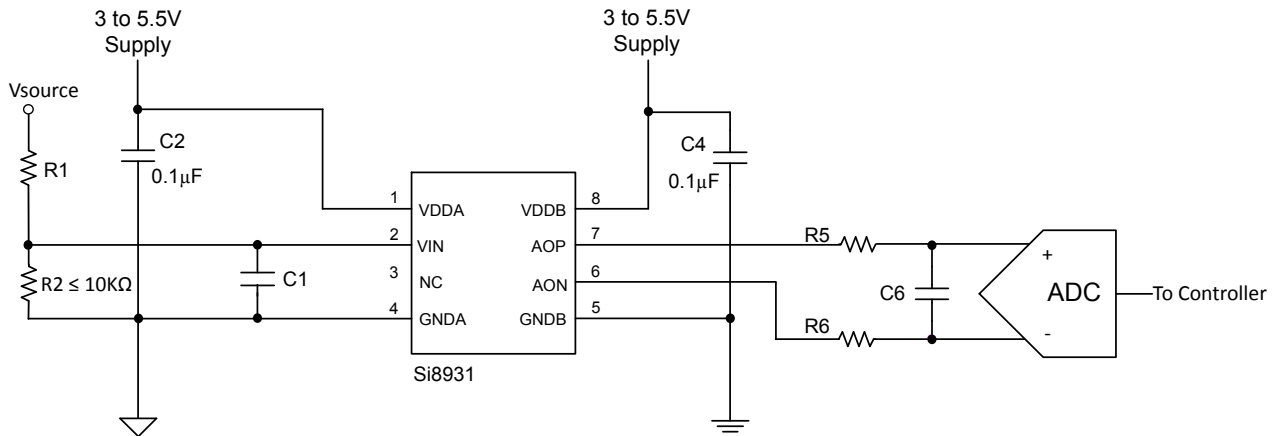 3 to 5.5V
Supply
3 to 5.5V
Supply
Vsource
R1
C2
0.1µF
C4
0.1µF
1
VDDA
VDDB
8
2
VIN
AOP
7
R5
3
NC
AON
6
R2 ≤ 10KΩ
C1
4
GNDA
GNDB
5
R6
C6
+
ADC
-
To Controller
Si8931